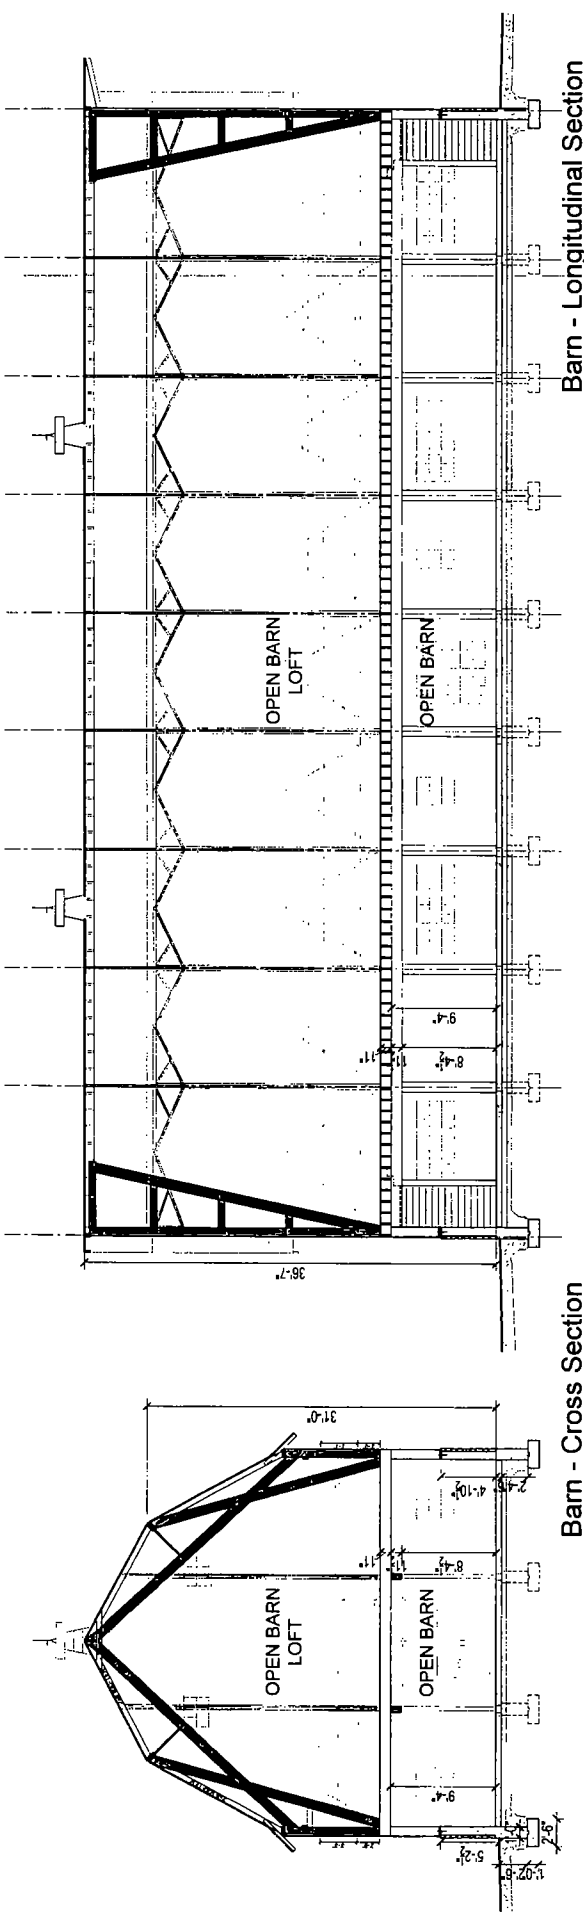 OPEN BARN
LOFT
OPEN BARN
31'-0"
11"
8'-4½"
9'-4"
4'-10½"
5'-2½"
2'-6"
Barn - Cross Section
36'-7"
OPEN BARN
LOFT
OPEN BARN
11"
8'-4½"
9'-4"
Barn - Longitudinal Section